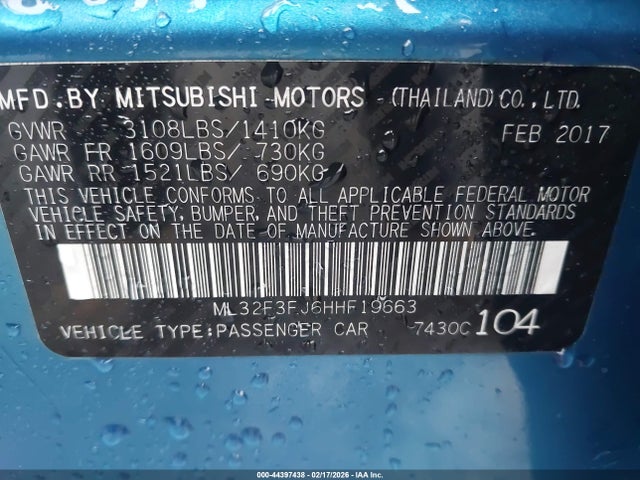 MFD.BY MITSUBISHI MOTORS (THAILAND)CO.,LTD.
GVWR 3108LBS/1410KG FEB 2017
GAWR FR 1609LBS/ 730KG
GAWR RR 1521LBS/ 690KG
THIS VEHICLE CONFORMS TO ALL APPLICABLE FEDERAL MOTOR
VEHICLE SAFETY, BUMPER, AND THEFT PREVENTION STANDARDS
IN EFFECT ON THE DATE OF MANUFACTURE SHOWN ABOVE.
ML32F3FJ6HHF19663
VEHICLE TYPE:PASSENGER CAR 7430C 104
000-44397438 - 02/17/2026 - IAA Inc.